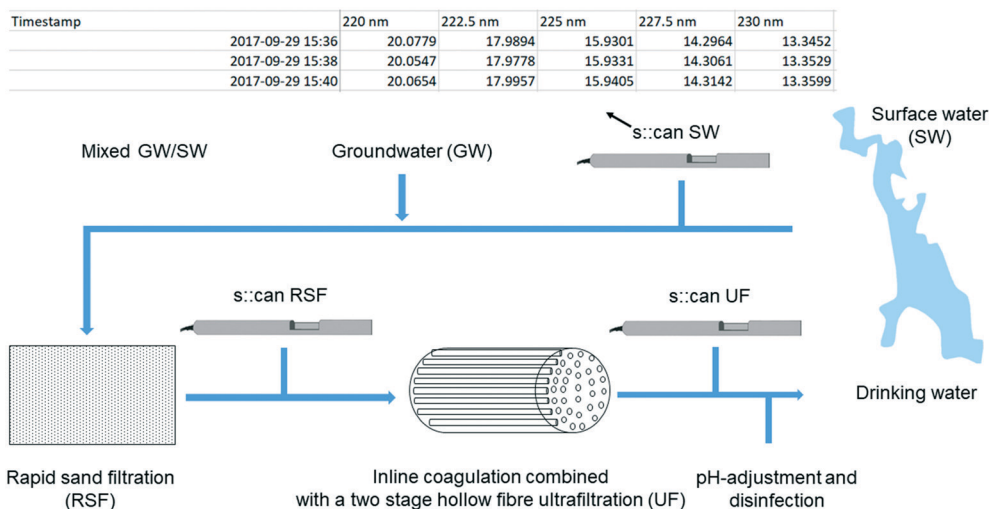 Timestamp 220 nm 222.5 nm 225 nm 227.5 nm 230 nm
2017-09-29 15:36 20.0779 17.9894 15.9301 14.2964 13.3452
2017-09-29 15:38 20.0547 17.9778 15.9331 14.3061 13.3529
2017-09-29 15:40 20.0654 17.9957 15.9405 14.3142 13.3599
Surface water
(SW)
s::can SW
Mixed GW/SW
Groundwater (GW)
s::can RSF
s::can UF
Drinking water
Rapid sand filtration
(RSF)
Inline coagulation combined
with a two stage hollow fibre ultrafiltration (UF)
pH-adjustment and
disinfection